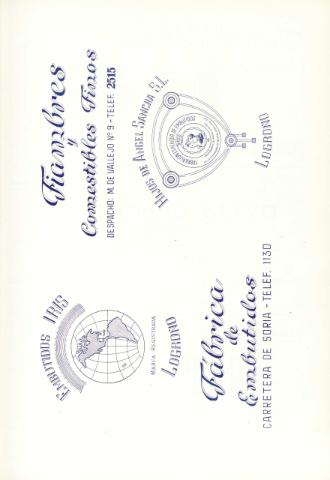 Fiambres
y
Comestibles Finos
DESPACHO: M. DE VALLEJO Nº 9 - TELEF. 2515
HIJOS DE ANGEL SANCHA S.L.
LOGROÑO
EMBUTIDOS IRIS
MARCA REGISTRADA
LOGROÑO
Fábrica
de
Embutidos
CARRETERA DE SORIA - TELEF. 1130